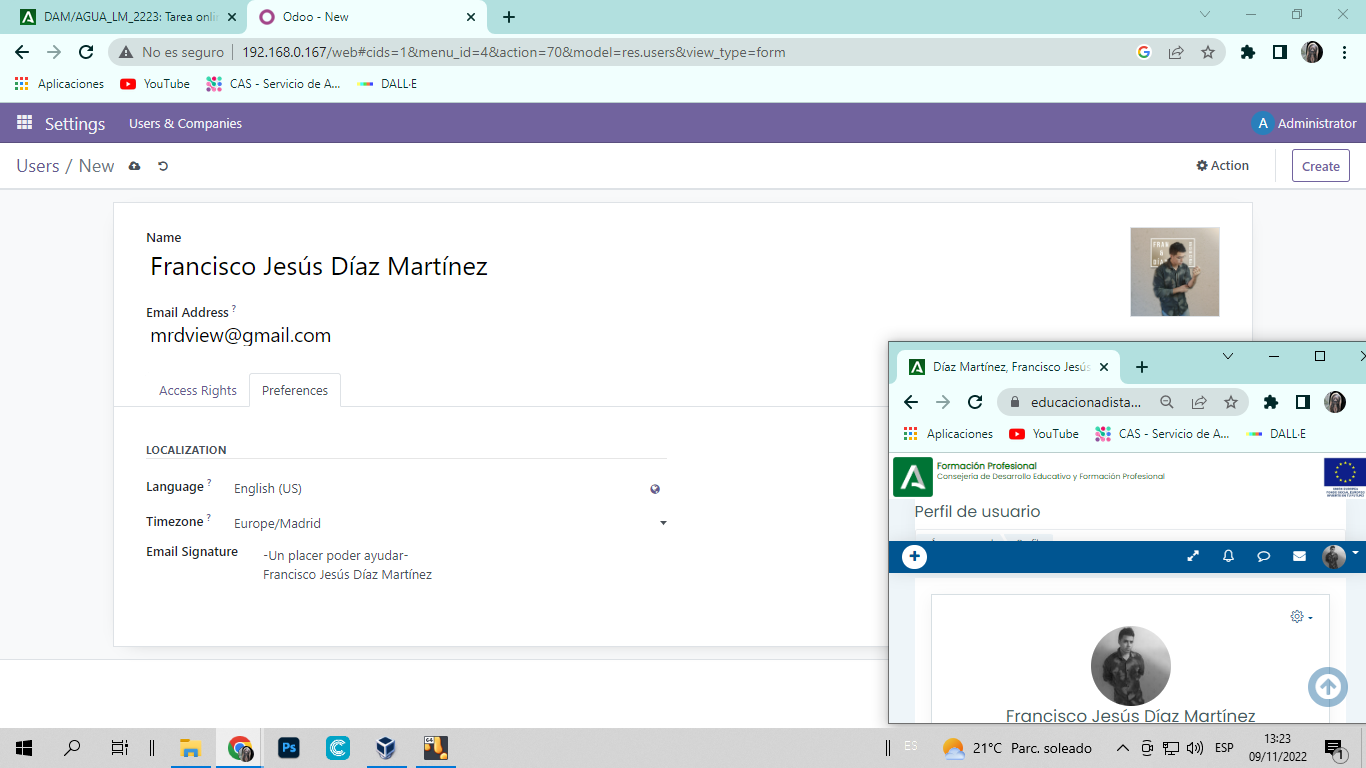 DAM/AGUA_LM_2223: Tarea onlin
Odoo - New
No es seguro
192.168.0.167/web#cids=1&menu_id=4&action=70&model=res.users&view_type=form
Aplicaciones
YouTube
CAS - Servicio de A...
DALL·E
Settings
Users & Companies
A
Administrator
Users / New
Action
Create
Name
Francisco Jesús Díaz Martínez
Email Address ?
mrdview@gmail.com
Access Rights
Preferences
LOCALIZATION
Language ?
English (US)
Timezone ?
Europe/Madrid
Email Signature
-Un placer poder ayudar-
Francisco Jesús Díaz Martínez
Díaz Martínez, Francisco Jesús
educacionadista...
Aplicaciones
YouTube
CAS - Servicio de A...
DALL·E
Formación Profesional
Consejería de Desarrollo Educativo y Formación Profesional
Perfil de usuario
Francisco Jesús Díaz Martínez
Ps
ES
21°C Parc. soleado
ESP
13:23
09/11/2022
1